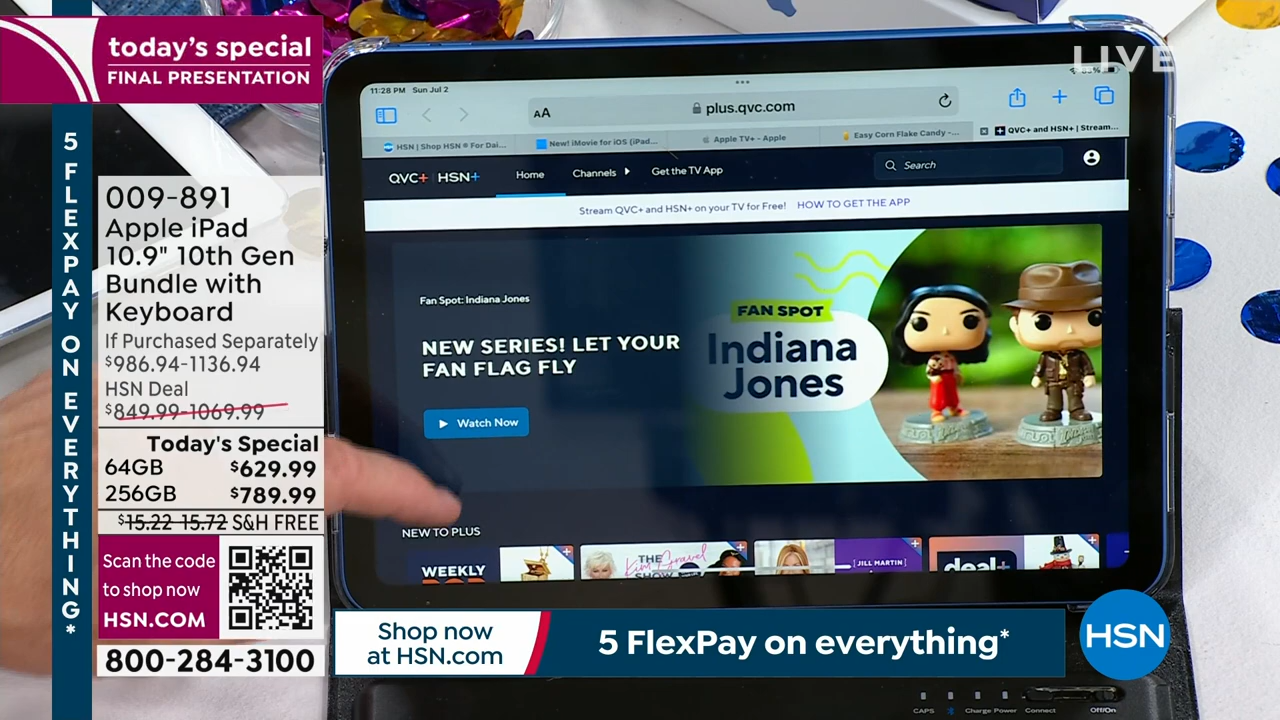 today's special
FINAL PRESENTATION
LIVE
5 FLEXPAY ON EVERYTHING*
009-891
Apple iPad
10.9" 10th Gen
Bundle with
Keyboard
If Purchased Separately
$986.94-1136.94
HSN Deal
$849.99-1069.99
Today's Special
64GB $629.99
256GB $789.99
$15.22-15.72 S&H FREE
Scan the code
to shop now
HSN.COM
800-284-3100
11:28 PM Sun Jul 2
AA plus.qvc.com
HSN | Shop HSN ® For Dai...
New! iMovie for iOS (iPad...
Apple TV+ - Apple
Easy Corn Flake Candy -...
QVC+ and HSN+ | Stream...
QVC+ HSN+ Home Channels Get the TV App Search
Stream QVC+ and HSN+ on your TV for Free! HOW TO GET THE APP
Fan Spot: Indiana Jones
NEW SERIES! LET YOUR
FAN FLAG FLY
Watch Now
FAN SPOT
Indiana
Jones
NEW TO PLUS
WEEKLY
THE
Kim Gravel
SHOW
JILL MARTIN
deal+
Shop now
at HSN.com
5 FlexPay on everything*
HSN
CAPS Charge Power Connect Off/On